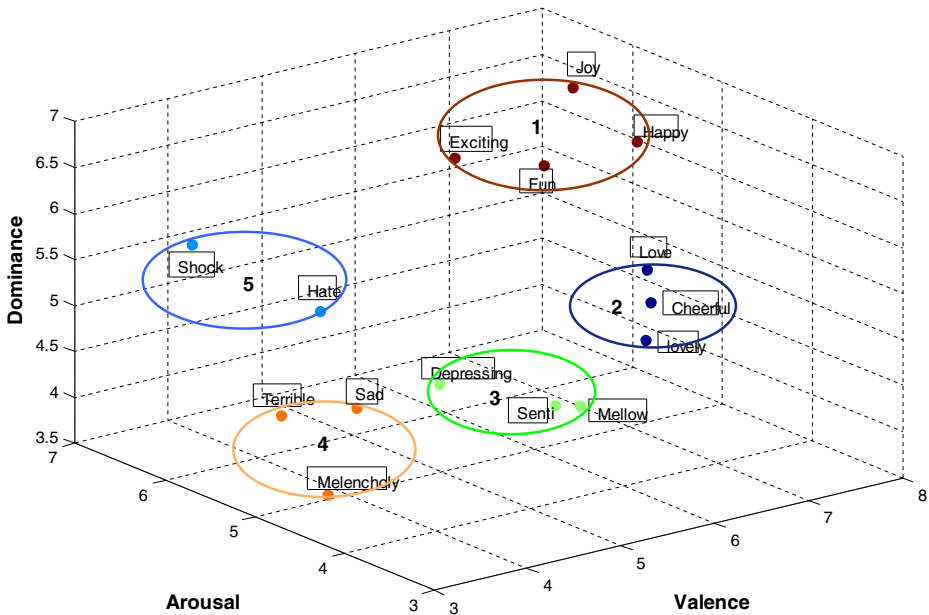 7
6.5
6
5.5
5
4.5
4
3.5
Dominance
7
6
5
4
3
Arousal
3
4
5
6
7
8
Valence
Joy
1
Happy
Exciting
Fun
Shock
5
Hate
Love
2
Cheerful
lovely
Depressing
3
Senti
Mellow
Terrible
Sad
4
Melencholy